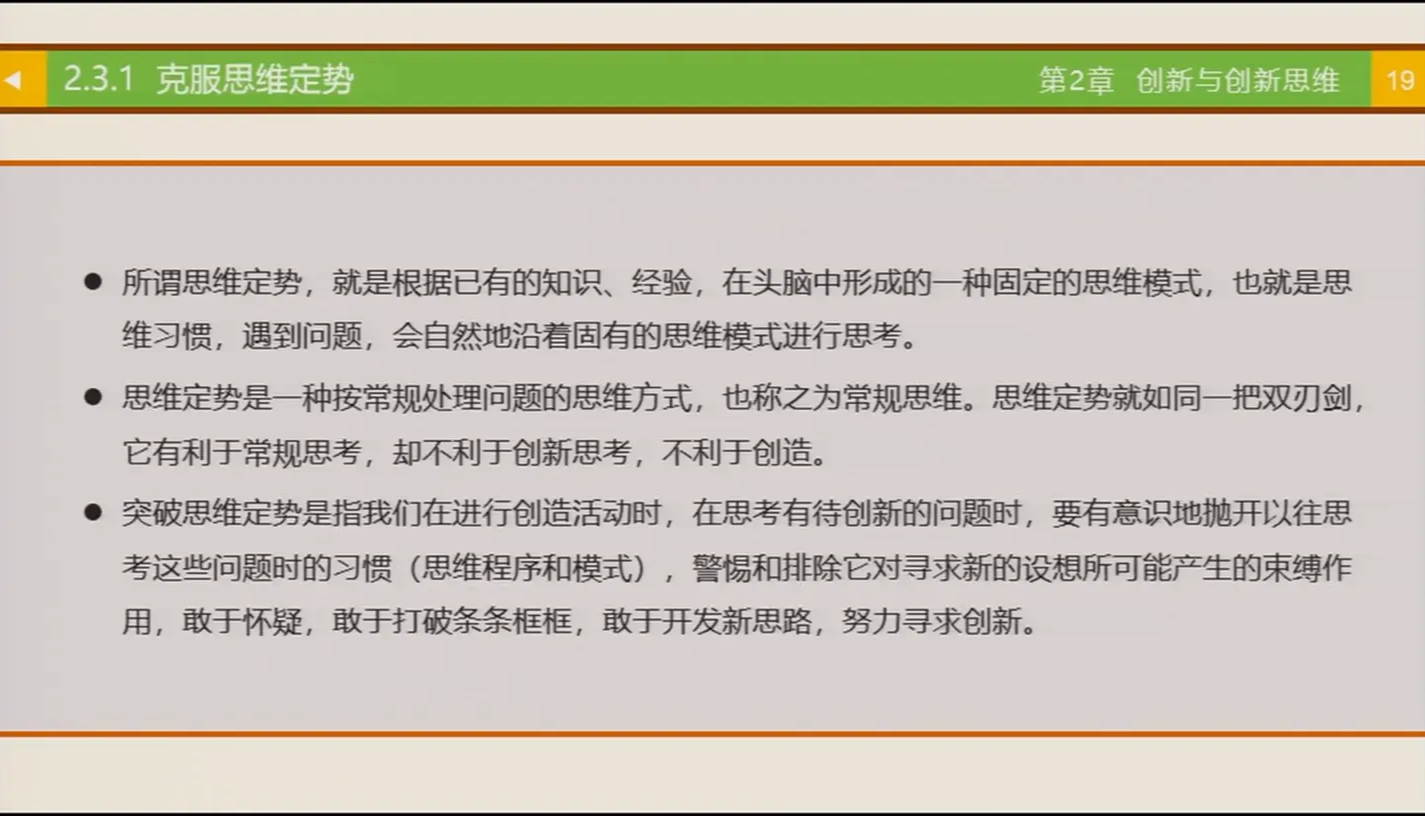 2.3.1 克服思维定势
第2章 创新与创新思维
19
● 所谓思维定势，就是根据已有的知识、经验，在头脑中形成的一种固定的思维模式，也就是思
维习惯，遇到问题，会自然地沿着固有的思维模式进行思考。
● 思维定势是一种按常规处理问题的思维方式，也称之为常规思维。思维定势就如同一把双刃剑，
它有利于常规思考，却不利于创新思考，不利于创造。
● 突破思维定势是指我们在进行创造活动时，在思考有待创新的问题时，要有意识地抛开以往思
考这些问题时的习惯（思维程序和模式），警惕和排除它对寻求新的设想所可能产生的束缚作
用，敢于怀疑，敢于打破条条框框，敢于开发新思路，努力寻求创新。